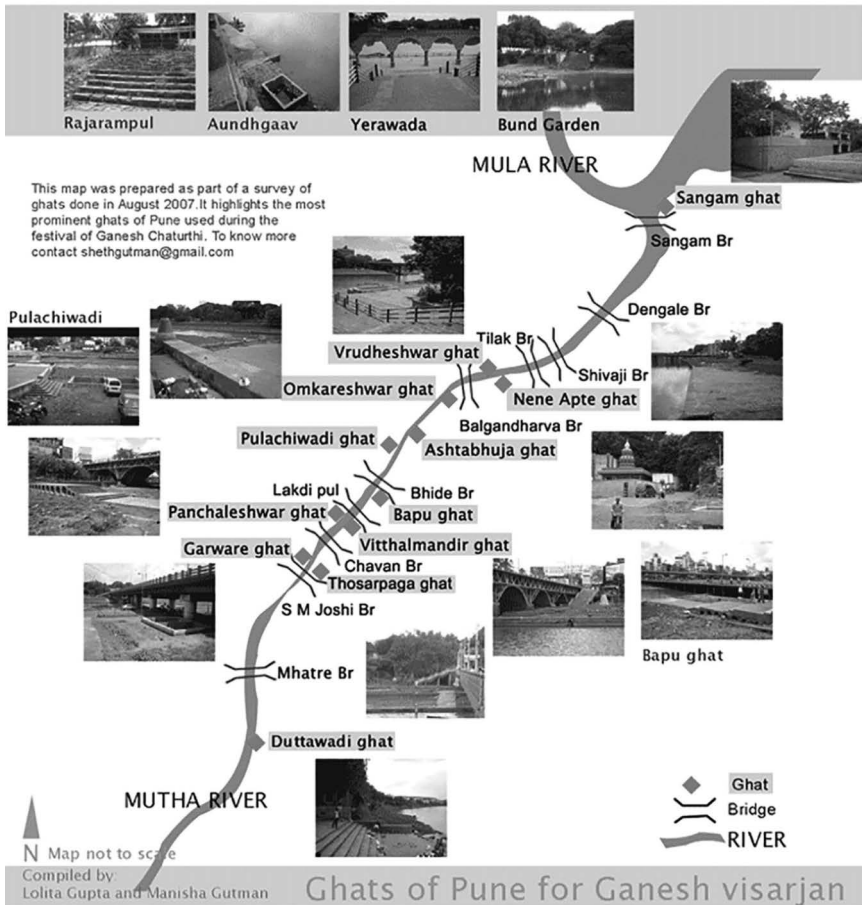 Rajarampul
Aundhgaav
Yerawada
Bund Garden
MULA RIVER
This map was prepared as part of a survey of
ghats done in August 2007.It highlights the most
prominent ghats of Pune used during the
festival of Ganesh Chaturthi. To know more
contact shethgutman@gmail.com
Sangam ghat
Sangam Br
Dengale Br
Pulachiwadi
Tilak Br
Vrudheshwar ghat
Shivaji Br
Omkareshwar ghat
Nene Apte ghat
Balgandharva Br
Pulachiwadi ghat
Ashtabhuja ghat
Lakdi pul
Bhide Br
Panchaleshwar ghat
Bapu ghat
Vitthalmandir ghat
Garware ghat
Chavan Br
Thosarpaga ghat
S M Joshi Br
Bapu ghat
Mhatre Br
Duttawadi ghat
MUTHA RIVER
Ghat
Bridge
RIVER
N Map not to scate
Compiled by:
Lolita Gupta and Manisha Gutman
Ghats of Pune for Ganesh visarjan